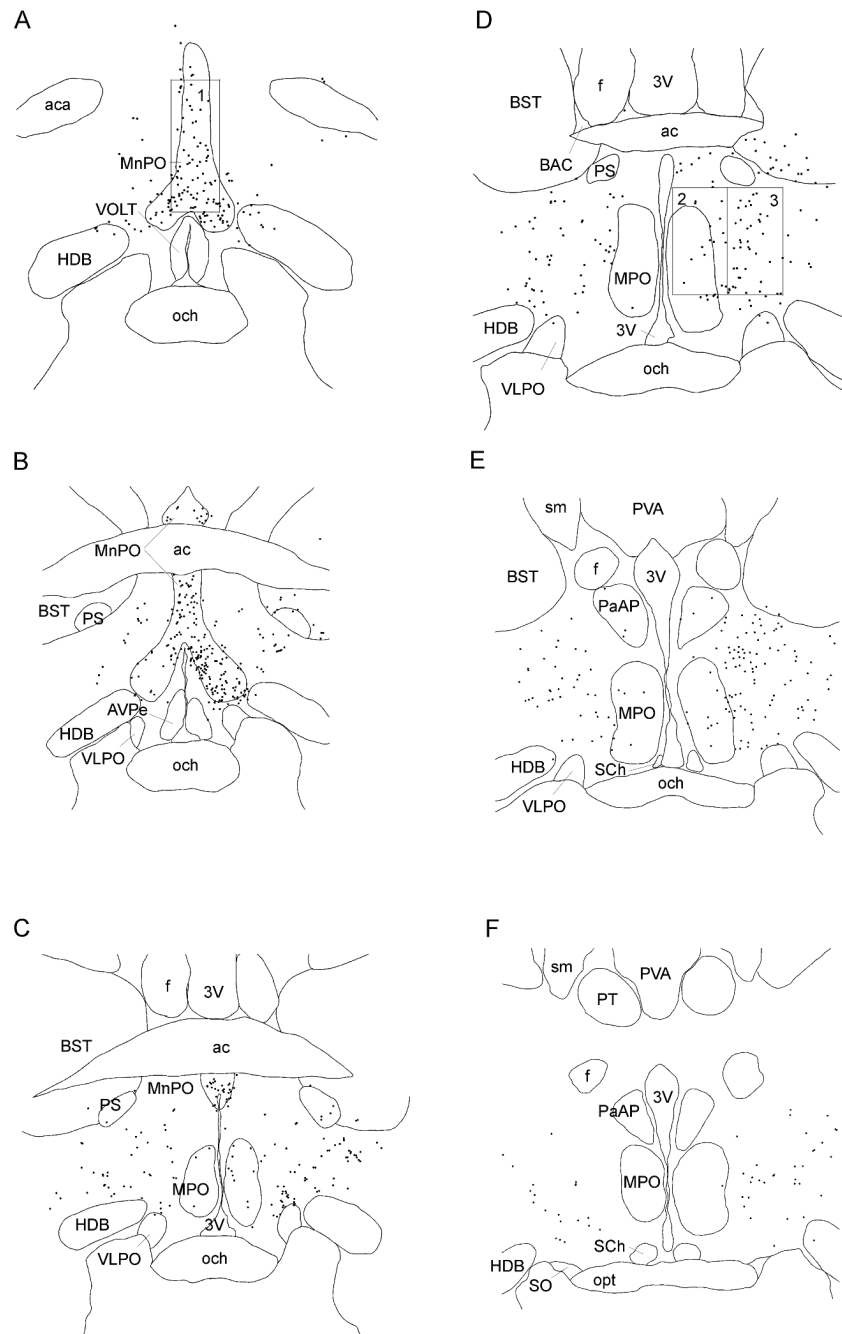 A
aca
1
MnPO
VOLT
HDB
och
B
MnPO
ac
BST
PS
AVPe
HDB
VLPO
och
C
f
3V
BST
ac
MnPO
PS
MPO
HDB
3V
VLPO
och
D
f
3V
BST
ac
BAC
PS
2
3
MPO
HDB
3V
och
VLPO
E
sm
PVA
BST
f
3V
PaAP
MPO
HDB
SCh
och
VLPO
F
sm
PVA
PT
f
3V
PaAP
MPO
SCh
HDB
SO
opt